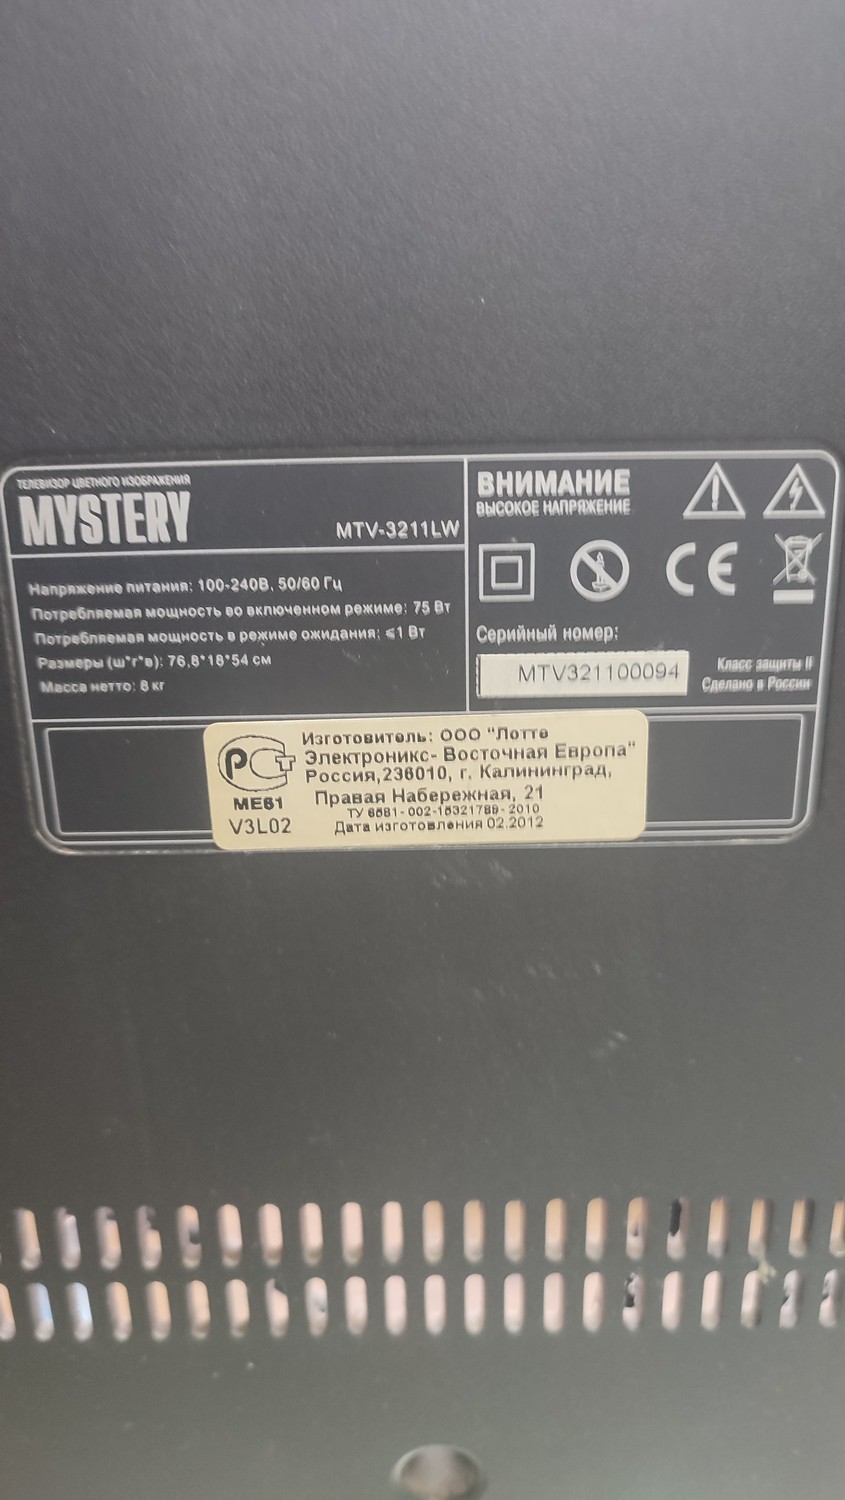 ТЕЛЕВИЗОР ЦВЕТНОГО ИЗОБРАЖЕНИЯ
MYSTERY
MTV-3211LW
Напряжение питания: 100-240В, 50/60 Гц
Потребляемая мощность во включенном режиме: 75 Вт
Потребляемая мощность в режиме ожидания: ≤1 Вт
Размеры (ш*г*в): 76,8*18*54 см
Масса нетто: 8 кг
ВНИМАНИЕ
ВЫСОКОЕ НАПРЯЖЕНИЕ
CE
Серийный номер:
MTV321100094
Класс защиты II
Сделано в России
РСТ
МЕ61
V3L02
Изготовитель: ООО "Лотте
Электроникс- Восточная Европа"
Россия,236010, г. Калининград,
Правая Набережная, 21
ТУ 6581-002-15321789-2010
Дата изготовления 02.2012